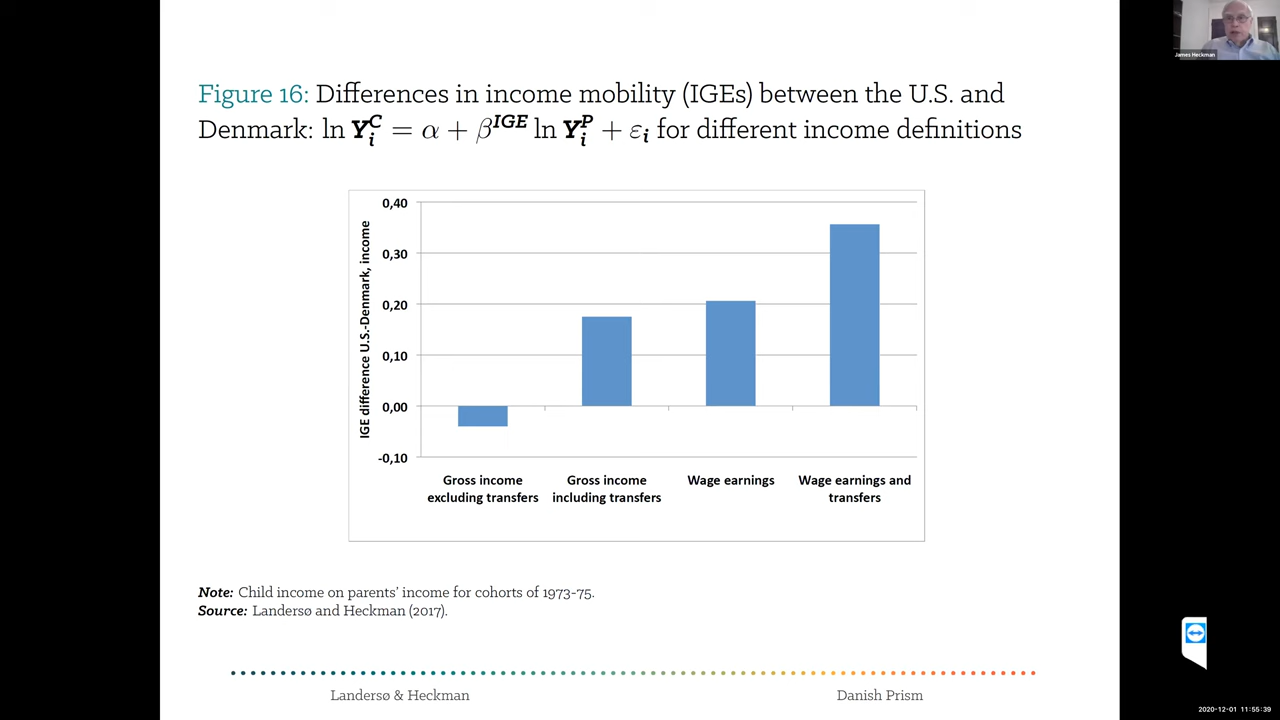 James Heckman
Figure 16: Differences in income mobility (IGEs) between the U.S. and
Denmark: ln Y_i^C = α + β^IGE ln Y_i^P + ε_i for different income definitions
IGE difference U.S.-Denmark, income
0,40
0,30
0,20
0,10
0,00
-0,10
Gross income
excluding transfers
Gross income
including transfers
Wage earnings
Wage earnings and
transfers
Note: Child income on parents' income for cohorts of 1973-75.
Source: Landersø and Heckman (2017).
Landersø & Heckman
Danish Prism
2020-12-01 11:55:39